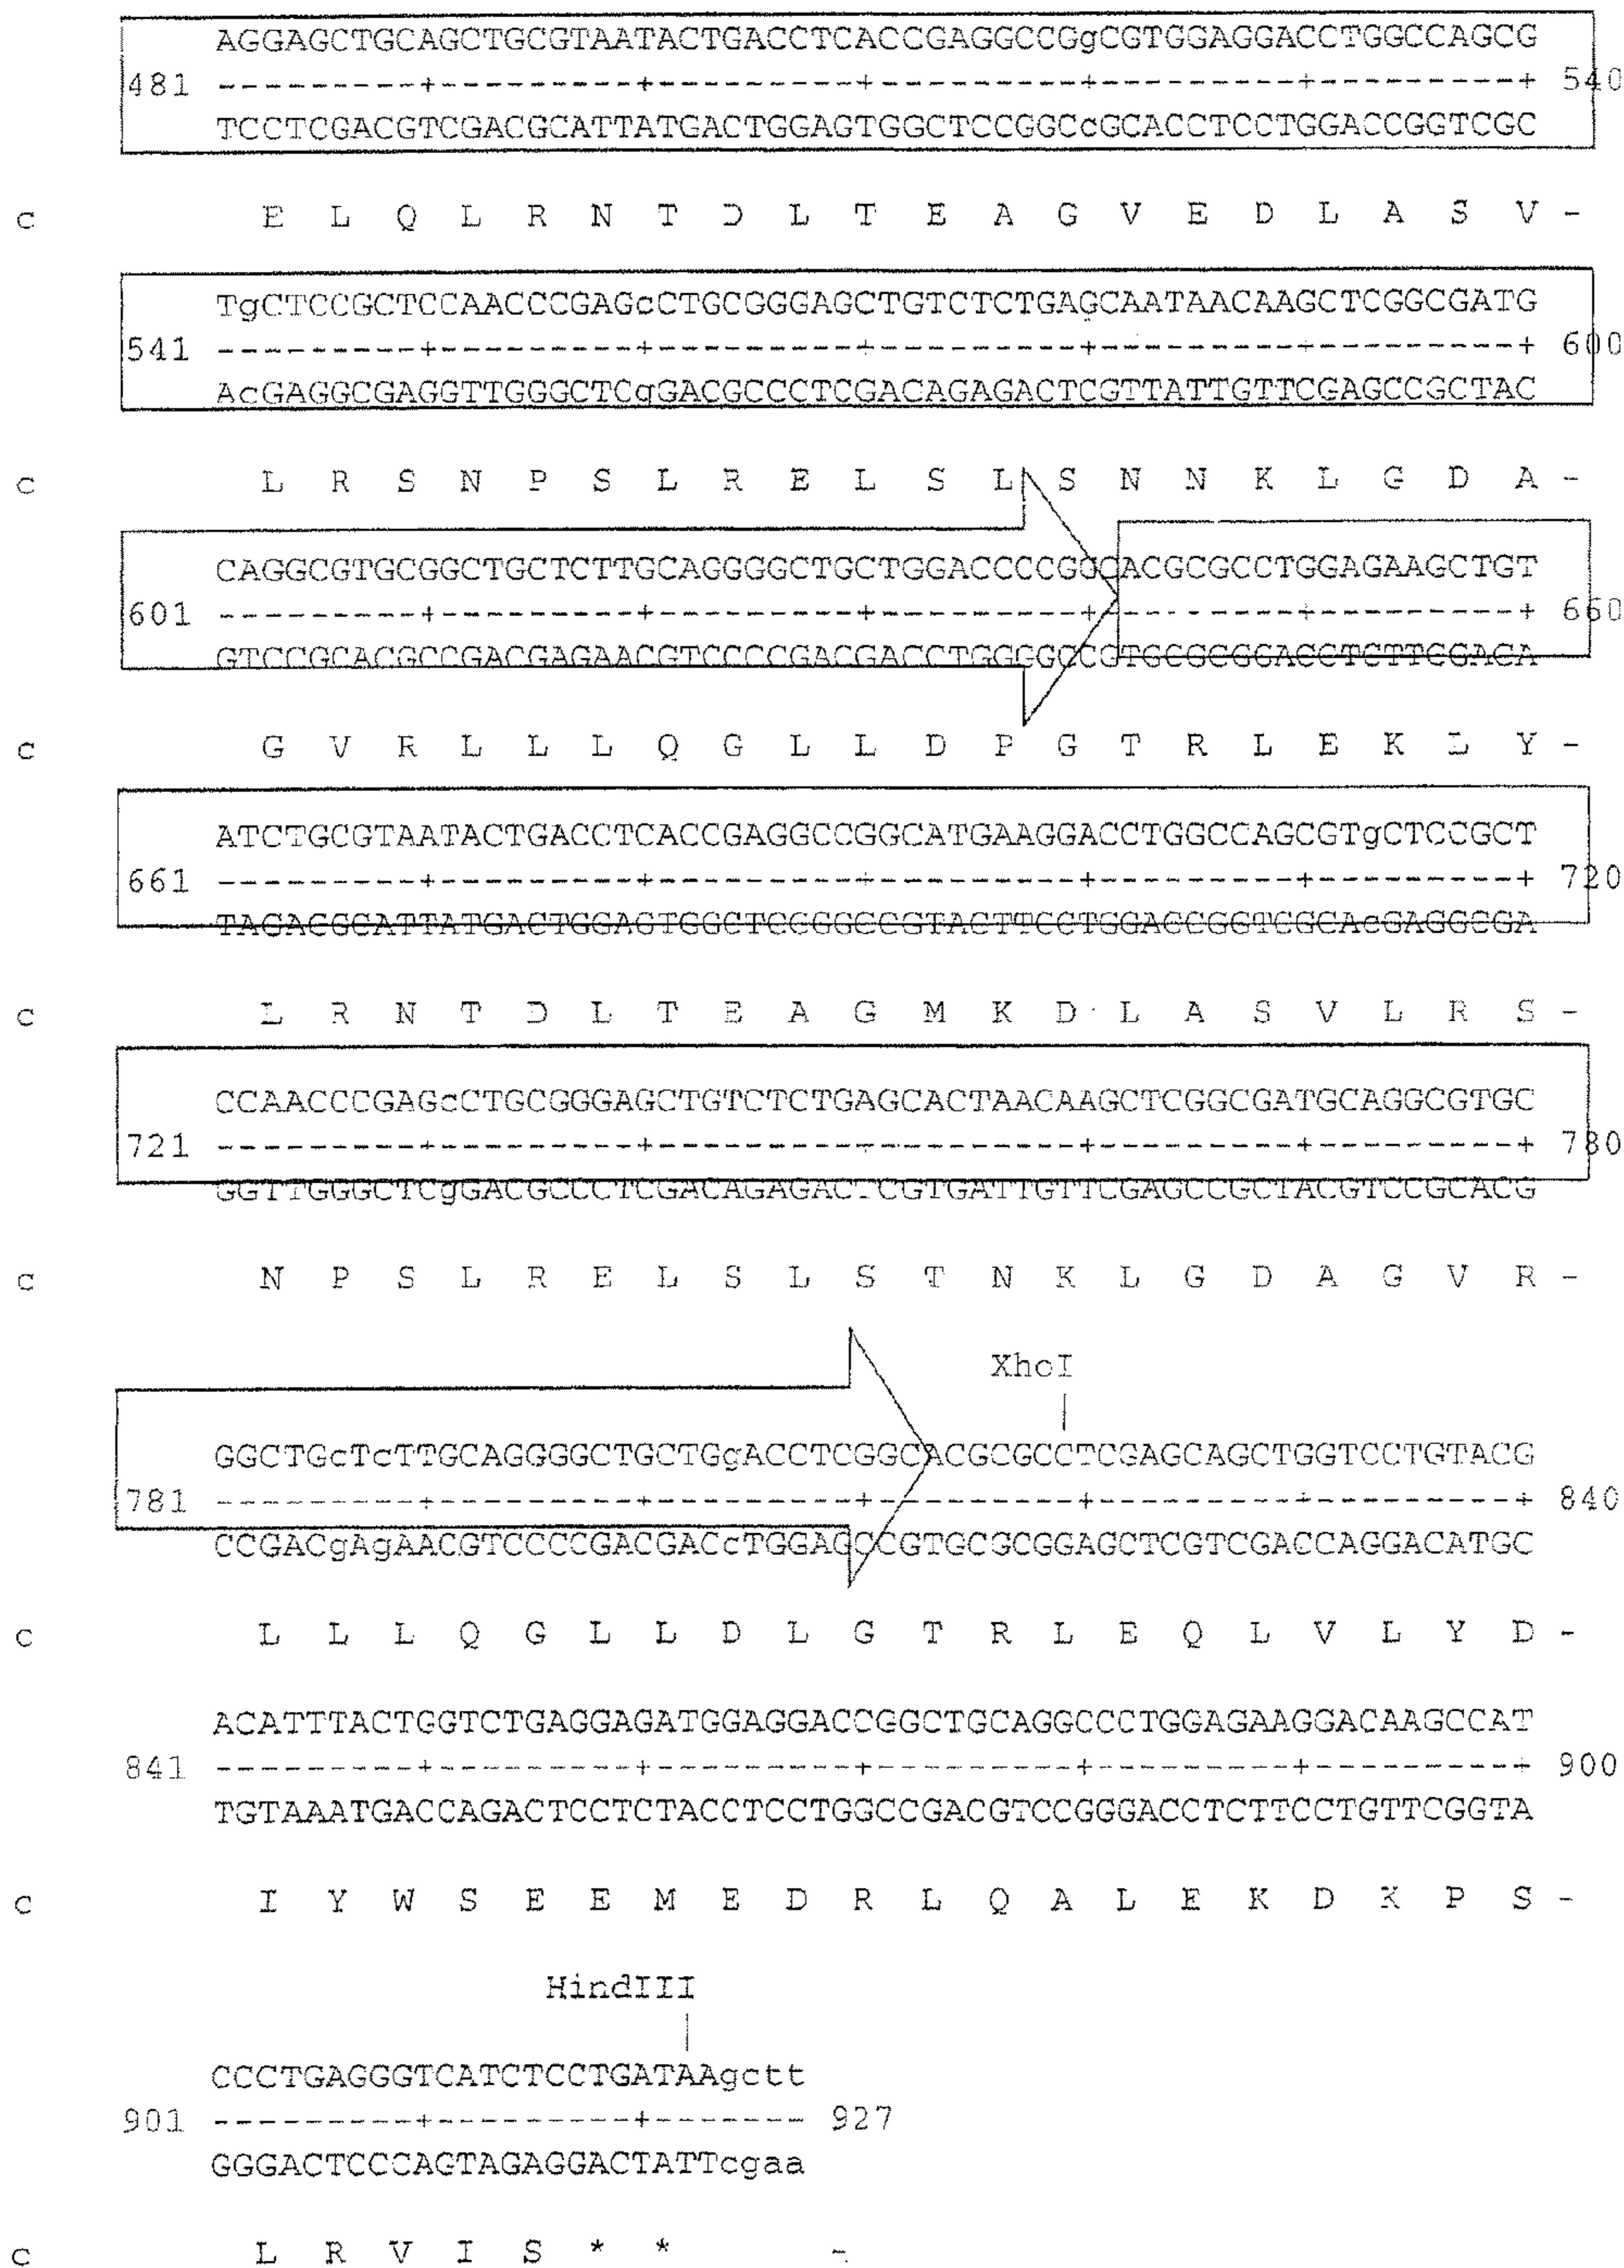 AGGAGCTGCAGCTGCGTAATACTGACCTCACCGAGGCCGgCGTGGAGGACCTGGCCAGCG
481 ---------+---------+---------+---------+---------+---------+ 540
TCCTCGACGTCGACGCATTATGACTGGAGTGGCTCCGGCcGCACCTCCTGGACCGGTCGC
c E L Q L R N T D L T E A G V E D L A S V -
TgCTCCGCTCCAACCCGAGcCTGCGGGAGCTGTCTCTGAGCAATAACAAGCTCGGCGATG
541 ---------+---------+---------+---------+---------+---------+ 600
AcGAGGCGAGGTTGGGCTCgGACGCCCTCGACAGAGACTCGTTATTGTTCGAGCCGCTAC
c L R S N P S L R E L S L S N N K L G D A -
CAGGCGTGCGGCTGCTCTTGCAGGGGCTGCTGGACCCCGGCACGCGCCTGGAGAAGCTGT
601 ---------+---------+---------+---------+---------+---------+ 660
GTCCGCACGCCGACGAGAACGTCCCCGACGACCTGGGGCCGTGCGCGGACCTCTTCGACA
c G V R L L L Q G L L D P G T R L E K L Y -
ATCTGCGTAATACTGACCTCACCGAGGCCGGCATGAAGGACCTGGCCAGCGTgCTCCGCT
661 ---------+---------+---------+---------+---------+---------+ 720
TAGACGCATTATGACTGGAGTGGCTCCGGCCGTACTTCCTGGACCGGTCGCAcGAGGCGA
c L R N T D L T E A G M K D L A S V L R S -
CCAACCCGAGcCTGCGGGAGCTGTCTCTGAGCACTAACAAGCTCGGCGATGCAGGCGTGC
721 ---------+---------+---------+---------+---------+---------+ 780
GGTTGGGCTCgGACGCCCTCGACAGAGACTCGTGATTGTTCGAGCCGCTACGTCCGCACG
c N P S L R E L S L S T N K L G D A G V R -
XhoI
GGCTGcTcTTGCAGGGGCTGCTGgACCTCGGCACGCGCCTCGAGCAGCTGGTCCTGTACG
781 ---------+---------+---------+---------+---------+---------+ 840
CCGACgAgAACGTCCCCGACGACcTGGAGCCGTGCGCGGAGCTCGTCGACCAGGACATGC
c L L L Q G L L D L G T R L E Q L V L Y D -
ACATTTACTGGTCTGAGGAGATGGAGGACCGGCTGCAGGCCCTGGAGAAGGACAAGCCAT
841 ---------+---------+---------+---------+---------+---------+ 900
TGTAAATGACCAGACTCCTCTACCTCCTGGCCGACGTCCGGGACCTCTTCCTGTTCGGTA
c I Y W S E E M E D R L Q A L E K D K P S -
HindIII
CCCTGAGGGTCATCTCCTGATAAgctt
901 ---------+---------+------- 927
GGGACTCCCAGTAGAGGACTATTcgaa
c L R V I S * * -